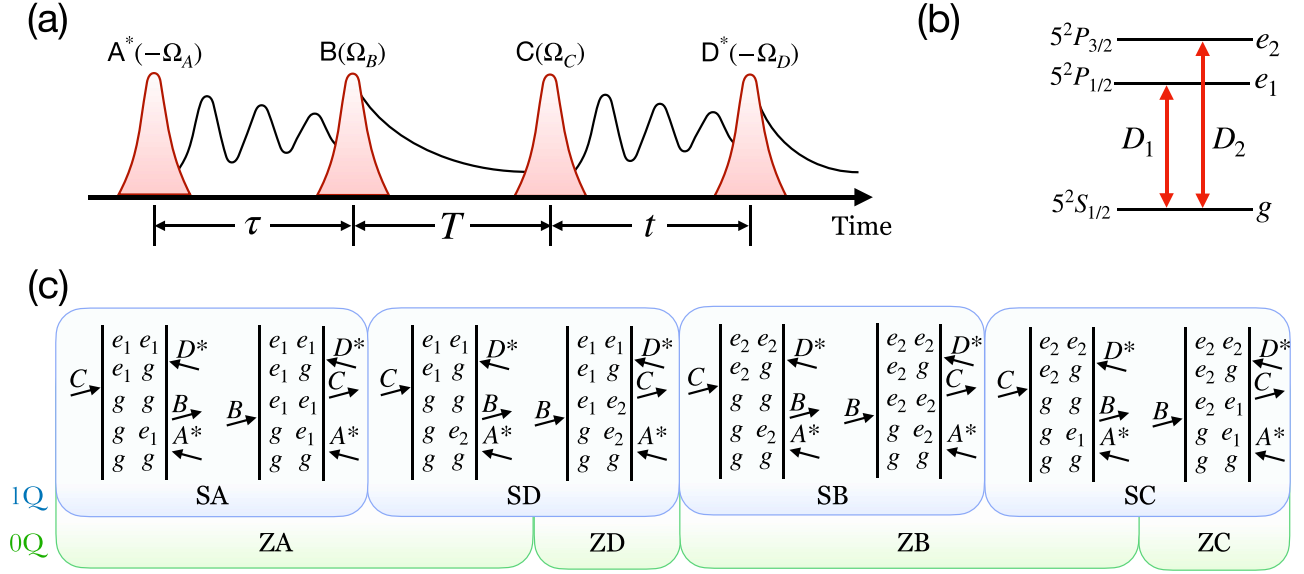 (a)
A*(−Ω_A) B(Ω_B) C(Ω_C) D*(−Ω_D)
τ T t Time
(b)
5²P₃/₂ e₂
5²P₁/₂ e₁
D₁ D₂
5²S₁/₂ g
(c)
e₁ e₁
e₁ g D*
C g g
g e₁ B
g g A*
e₁ e₁
e₁ g D*
e₁ e₁ C
B g e₁
g g A*
e₁ e₁
e₁ g D*
C g g
g e₂ B
g g A*
e₁ e₁
e₁ g D*
e₁ e₂ C
B g e₂
g g A*
e₂ e₂
e₂ g D*
C g g
g e₂ B
g g A*
e₂ e₂
e₂ g D*
e₂ e₂ C
B g e₂
g g A*
e₂ e₂
e₂ g D*
C g g
g e₁ B
g g A*
e₂ e₂
e₂ g D*
e₂ e₁ C
B g e₁
g g A*
1Q SA SD SB SC
0Q ZA ZD ZB ZC